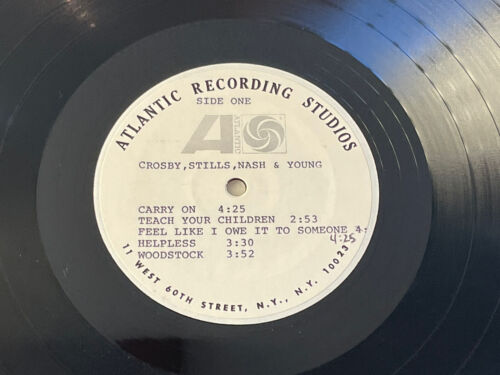 ATLANTIC RECORDING STUDIOS
SIDE ONE
ATLANTIC
CROSBY,STILLS,NASH & YOUNG
CARRY ON 4:25
TEACH YOUR CHILDREN 2:53
FEEL LIKE I OWE IT TO SOMEONE 4:
4:25
HELPLESS 3:30
WOODSTOCK 3:52
11 WEST 60TH STREET, N.Y., N.Y. 10023